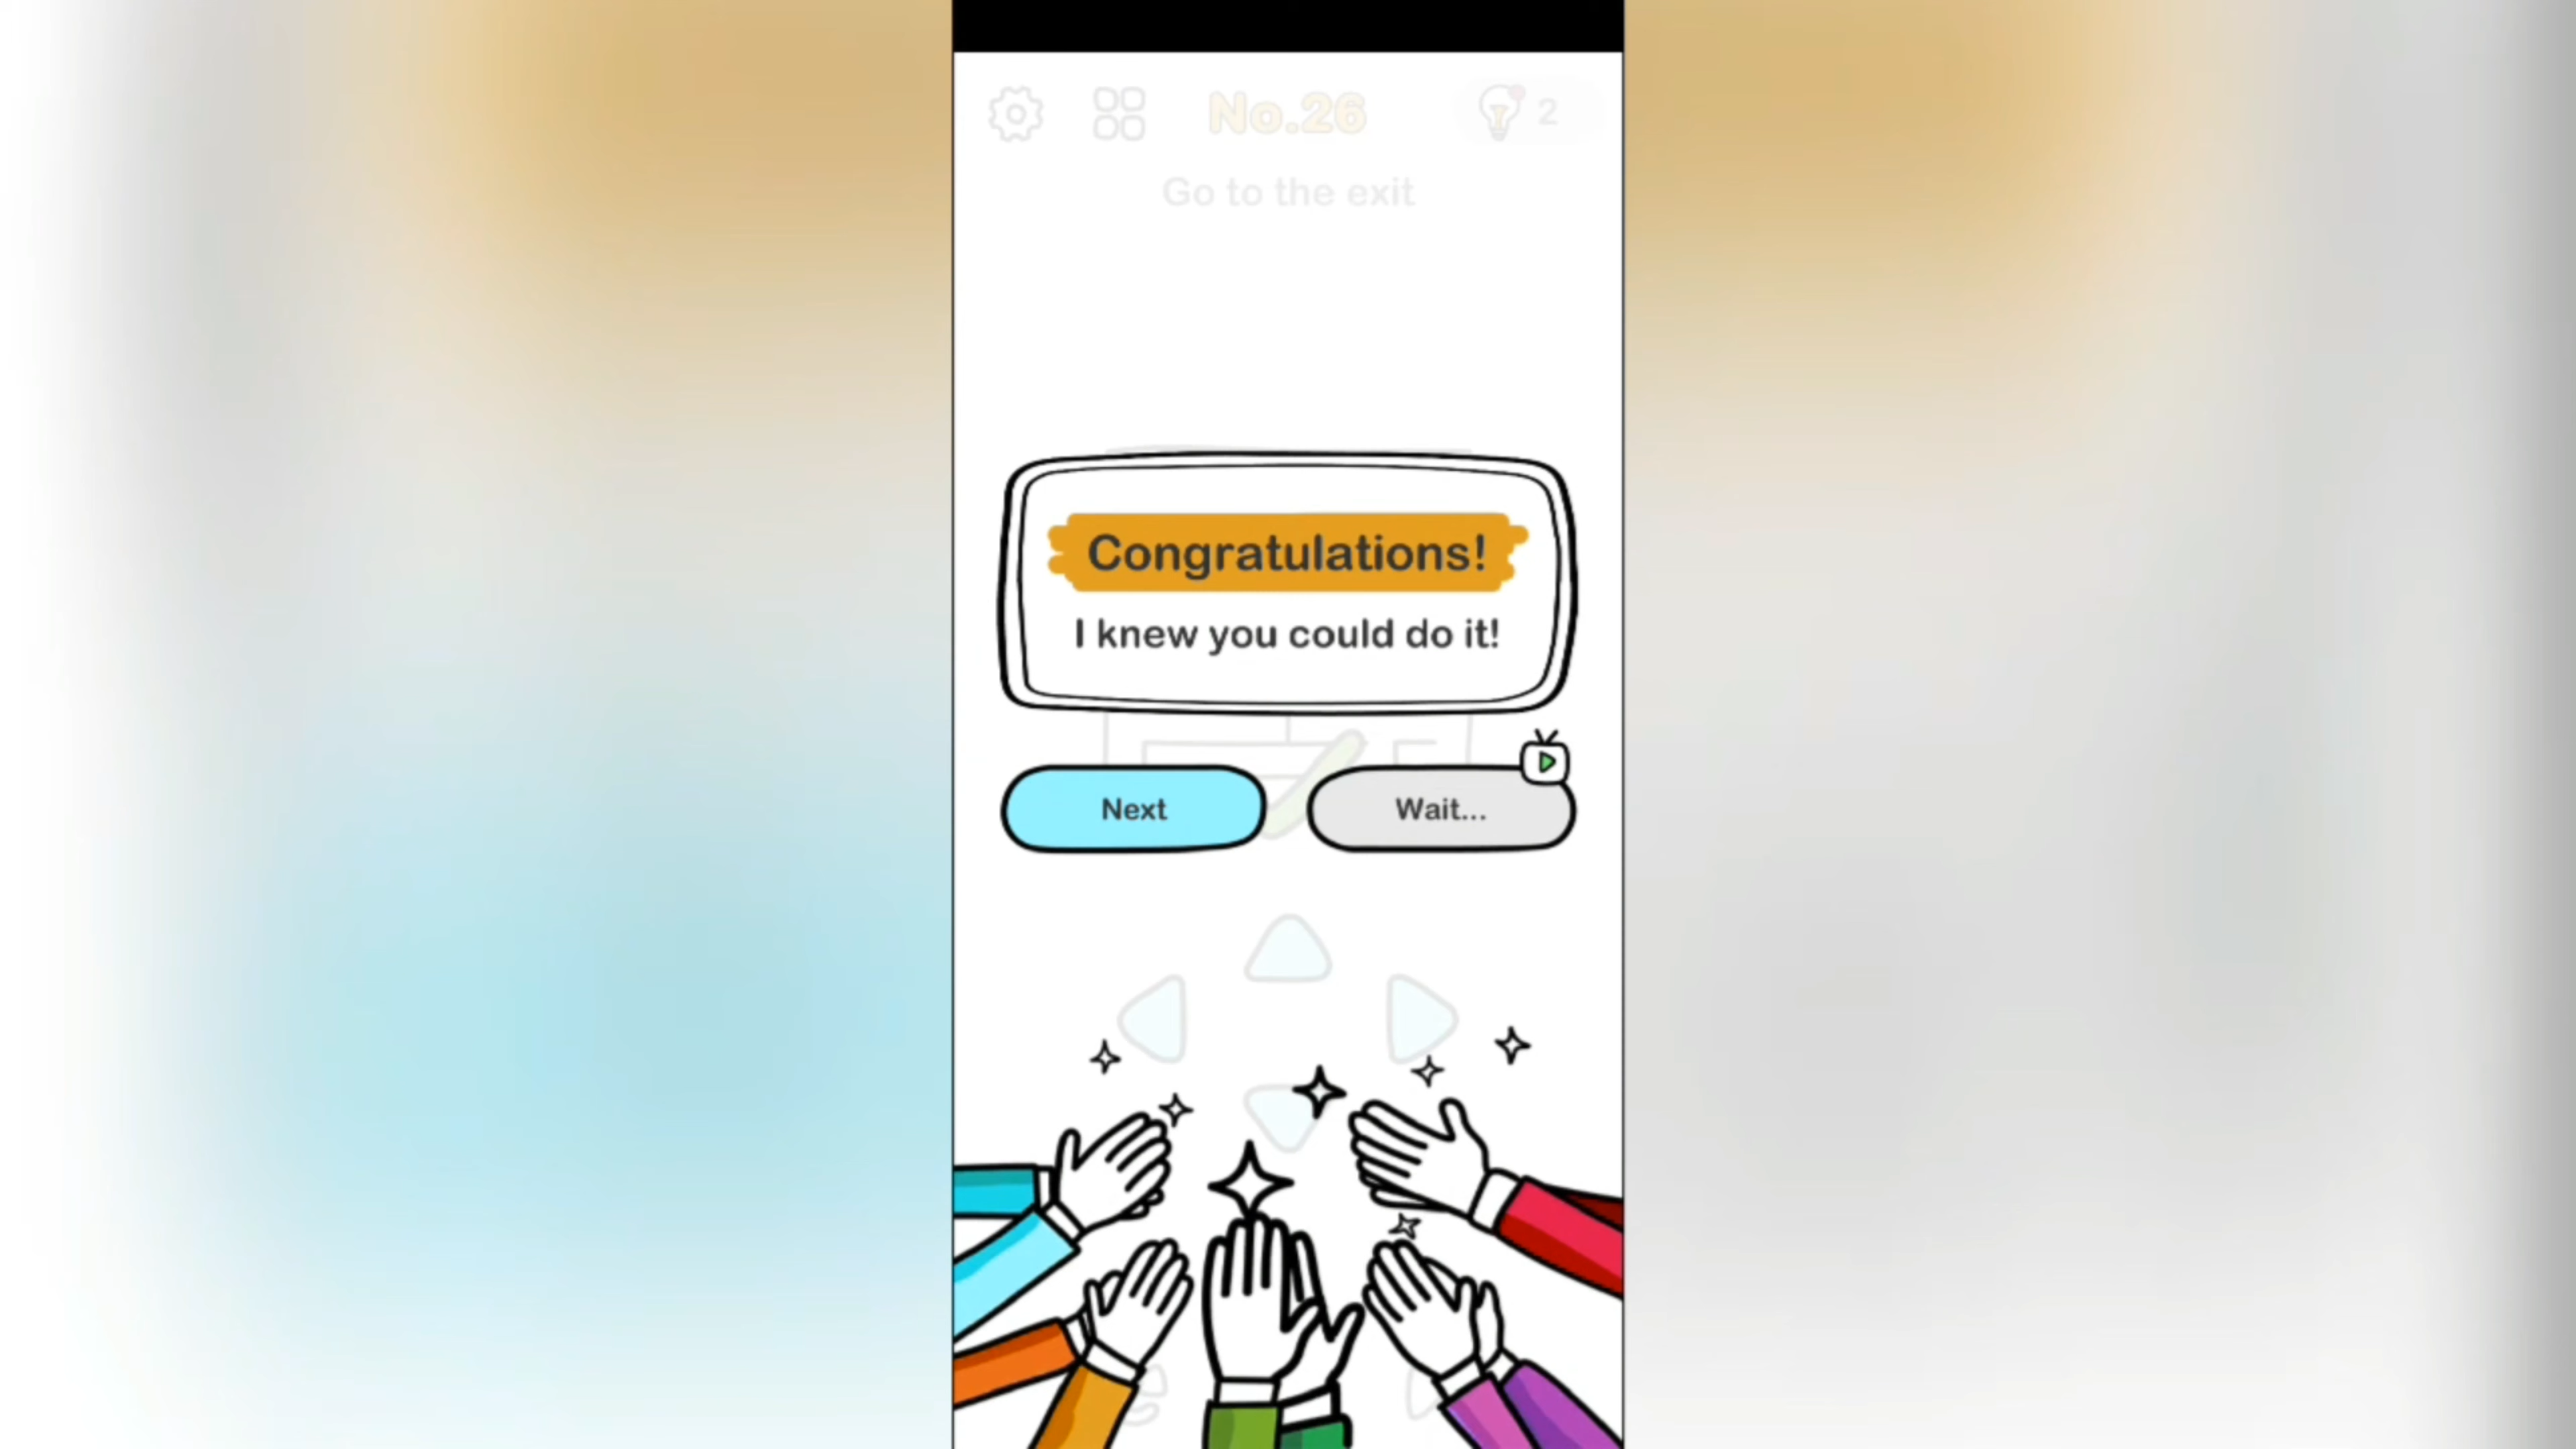 No.26
2
Go to the exit
Congratulations!
I knew you could do it!
Next
Wait...